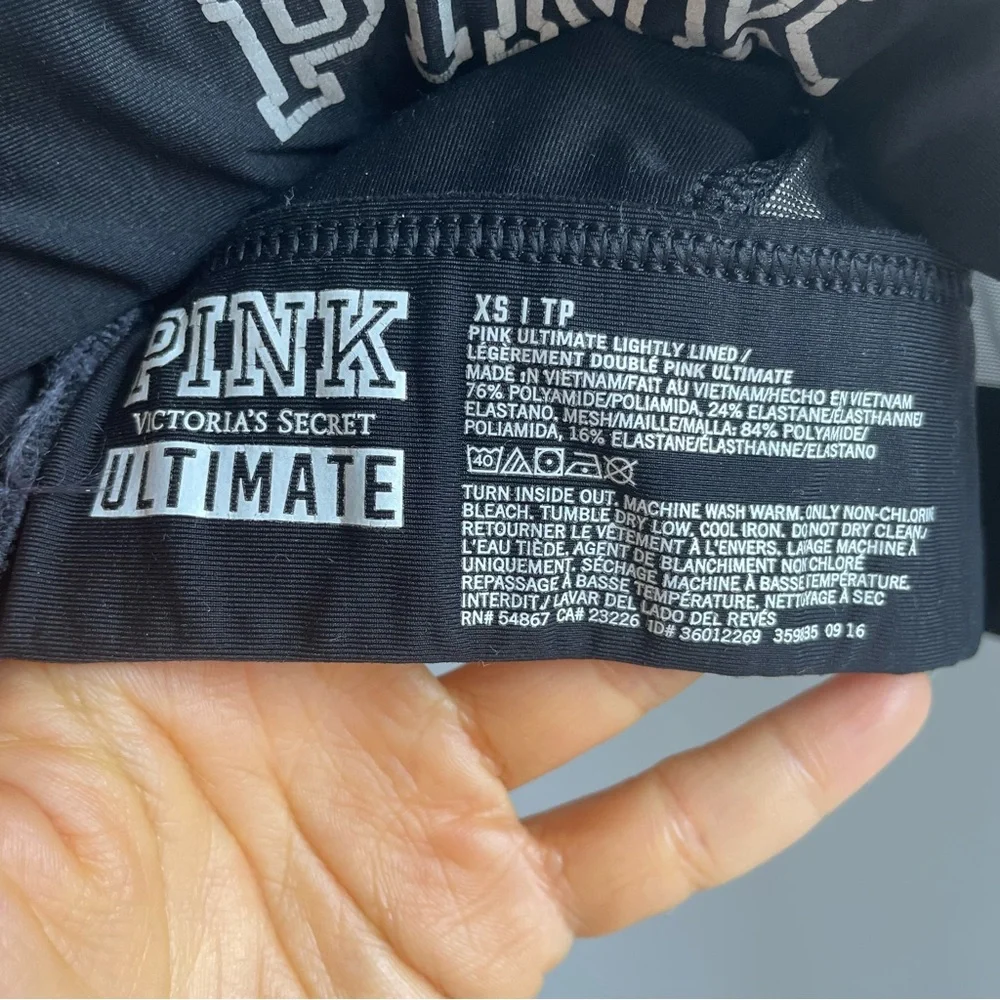 PINK
PINK
VICTORIA'S SECRET
ULTIMATE
XS | TP
PINK ULTIMATE LIGHTLY LINED /
LÉGÈREMENT DOUBLÉ PINK ULTIMATE
MADE IN VIETNAM/FAIT AU VIETNAM/HECHO EN VIETNAM
76% POLYAMIDE/POLIAMIDA, 24% ELASTANE/ÉLASTHANNE/
ELASTANO. MESH/MAILLE/MALLA: 84% POLYAMIDE/
POLIAMIDA, 16% ELASTANE/ÉLASTHANNE/ELASTANO
40
TURN INSIDE OUT. MACHINE WASH WARM. ONLY NON-CHLORIN
BLEACH. TUMBLE DRY LOW, COOL IRON. DO NOT DRY CLEAN./
RETOURNER LE VÊTEMENT À L'ENVERS. LAVAGE MACHINE À
L'EAU TIÈDE, AGENT DE BLANCHIMENT NON CHLORÉ
UNIQUEMENT. SÉCHAGE MACHINE À BASSE TEMPÉRATURE.
REPASSAGE À BASSE TEMPÉRATURE. NETTOYAGE À SEC
INTERDIT./ LAVAR DEL LADO DEL REVÉS
RN# 54867 CA# 23226 ID# 36012269 359835 09 16